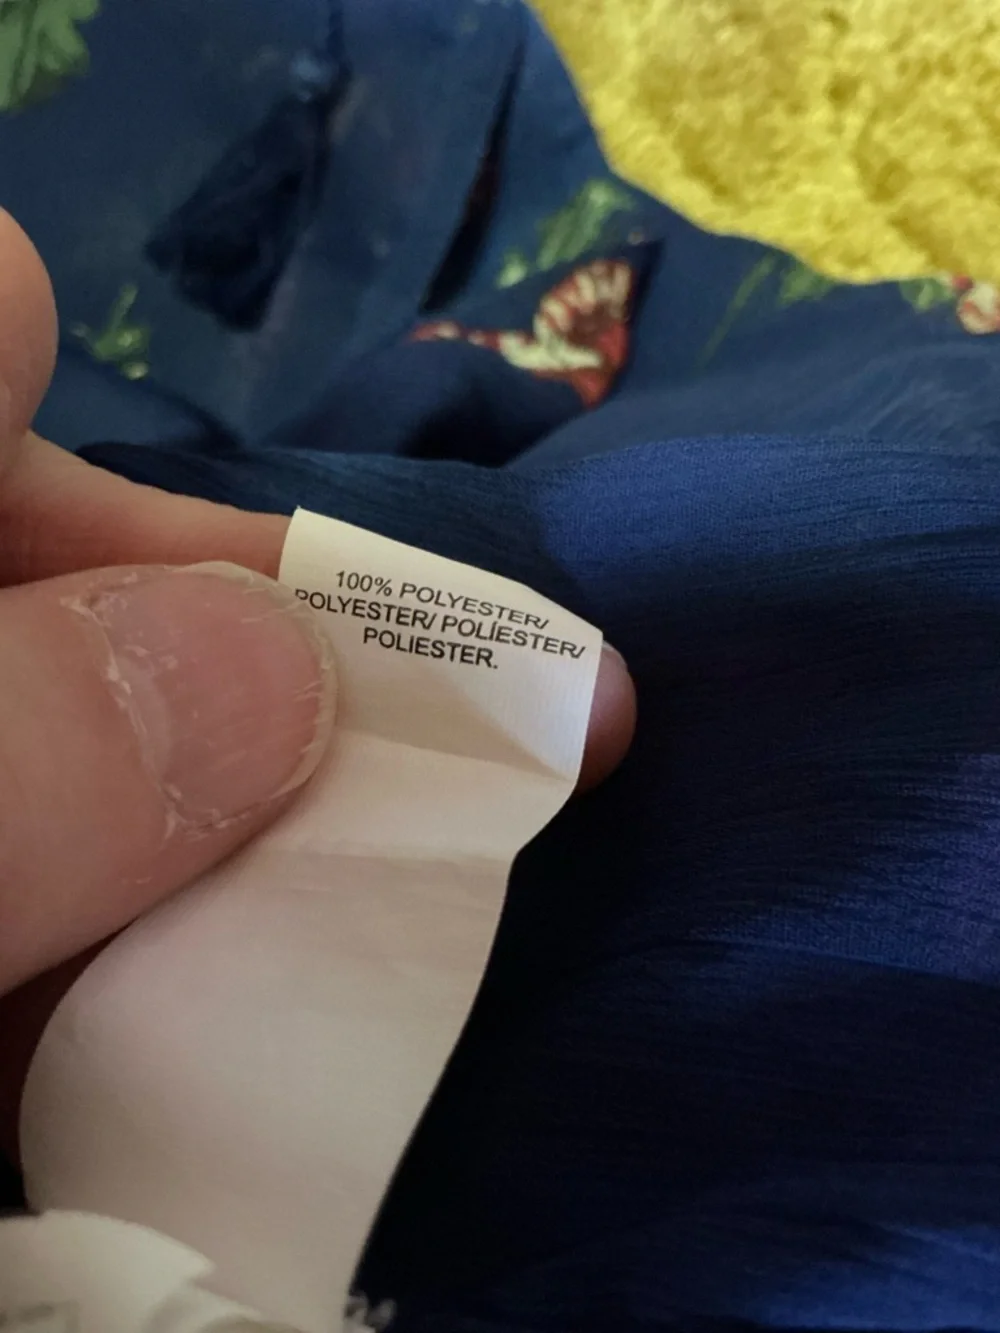 100% POLYESTER/
POLYESTER/ POLÍESTER/
POLIESTER.